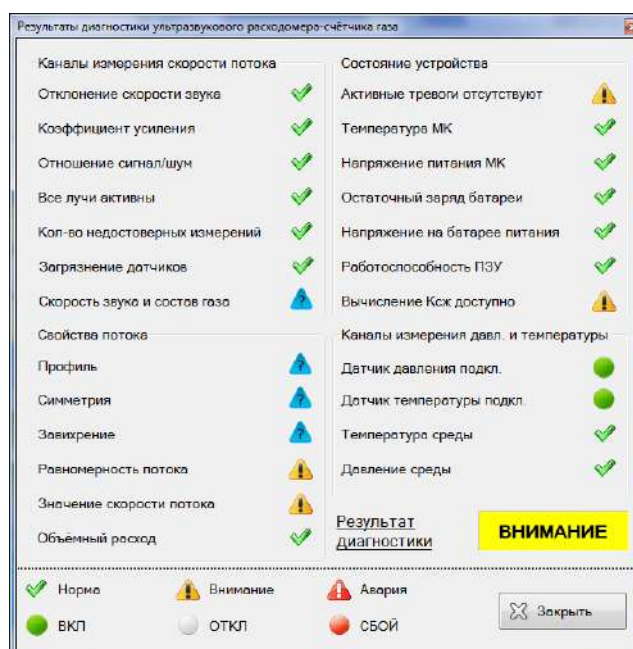 Результаты диагностики ультразвукового расходомера-счётчика газа
Каналы измерения скорости потока
Отклонение скорости звука
Коэффициент усиления
Отношение сигнал/шум
Все лучи активны
Кол-во недостоверных измерений
Загрязнение датчиков
Скорость звука и состав газа
Свойства потока
Профиль
Симметрия
Завихрение
Равномерность потока
Значение скорости потока
Объёмный расход
Состояние устройства
Активные тревоги отсутствуют
Температура МК
Напряжение питания МК
Остаточный заряд батареи
Напряжение на батарее питания
Работоспособность ПЗУ
Вычисление Ксж доступно
Каналы измерения давл. и температуры
Датчик давления подкл.
Датчик температуры подкл.
Температура среды
Давление среды
Результат
диагностики
ВНИМАНИЕ
Норма
Внимание
Авария
ВКЛ
ОТКЛ
СБОЙ
Закрыть